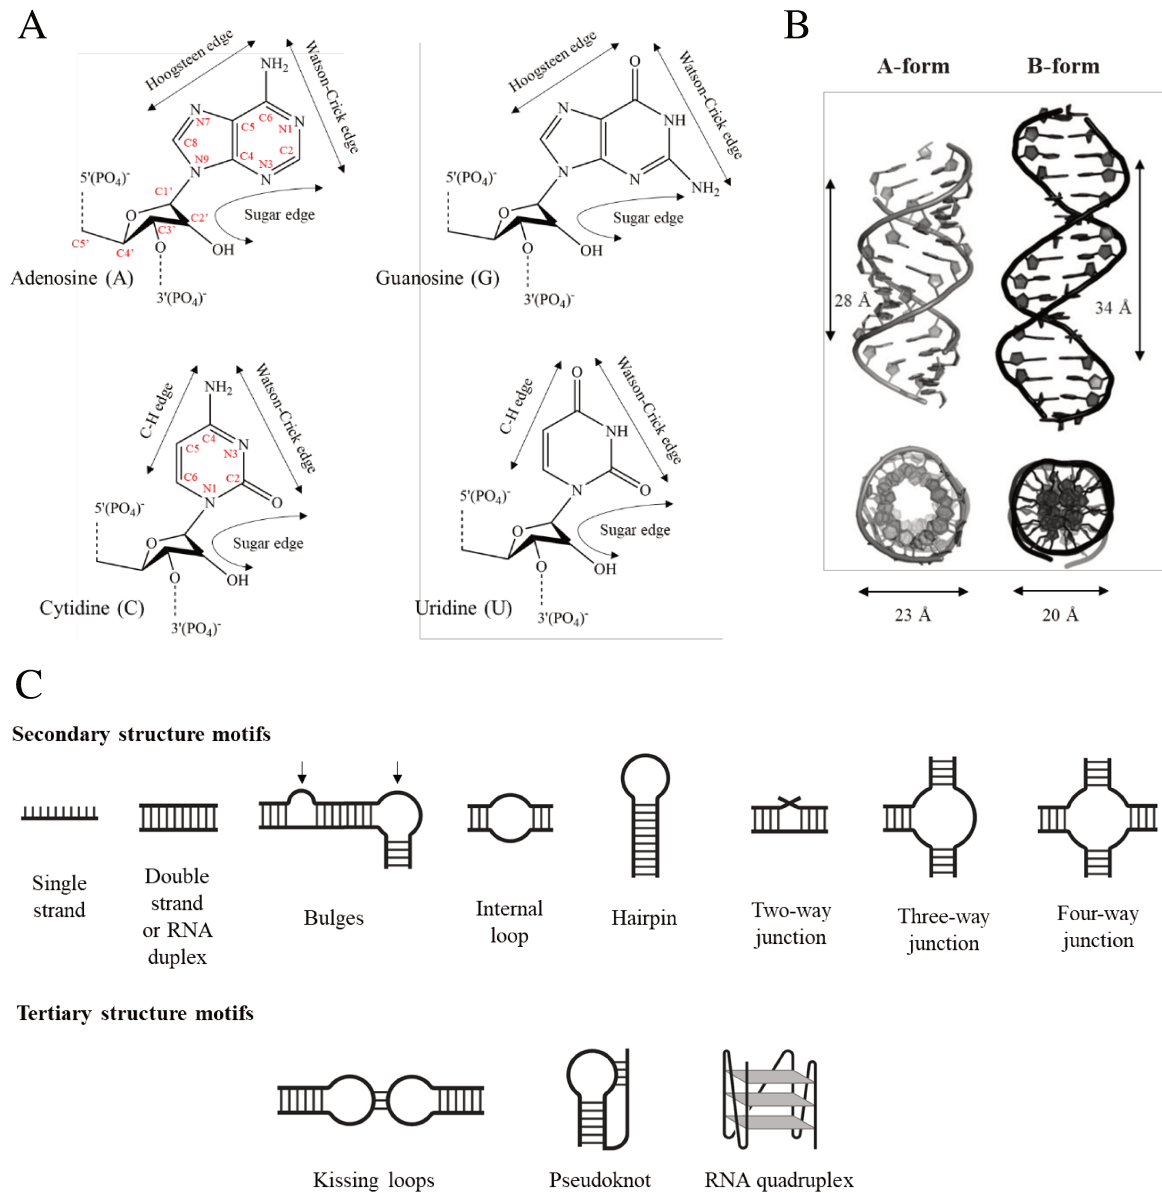 A
Hoogsteen edge
Watson-Crick edge
NH₂
N
N7
C6
N
N1
C5
C8
C2
N9
C4
N3
N
N
5'(PO₄)⁻
C1'
O
C2'
Sugar edge
C3'
C5'
C4'
O
OH
Adenosine (A)
3'(PO₄)⁻
Hoogsteen edge
Watson-Crick edge
O
N
NH
N
N
NH₂
5'(PO₄)⁻
O
Sugar edge
O
OH
Guanosine (G)
3'(PO₄)⁻
C-H edge
Watson-Crick edge
NH₂
C4
C5
N3
N
C6
C2
N1
N
O
5'(PO₄)⁻
O
Sugar edge
O
OH
Cytidine (C)
3'(PO₄)⁻
C-H edge
Watson-Crick edge
O
NH
N
O
5'(PO₄)⁻
O
Sugar edge
O
OH
Uridine (U)
3'(PO₄)⁻
B
A-form
B-form
28 Å
34 Å
23 Å
20 Å
C
Secondary structure motifs
Single
strand
Double
strand
or RNA
duplex
Bulges
Internal
loop
Hairpin
Two-way
junction
Three-way
junction
Four-way
junction
Tertiary structure motifs
Kissing loops
Pseudoknot
RNA quadruplex